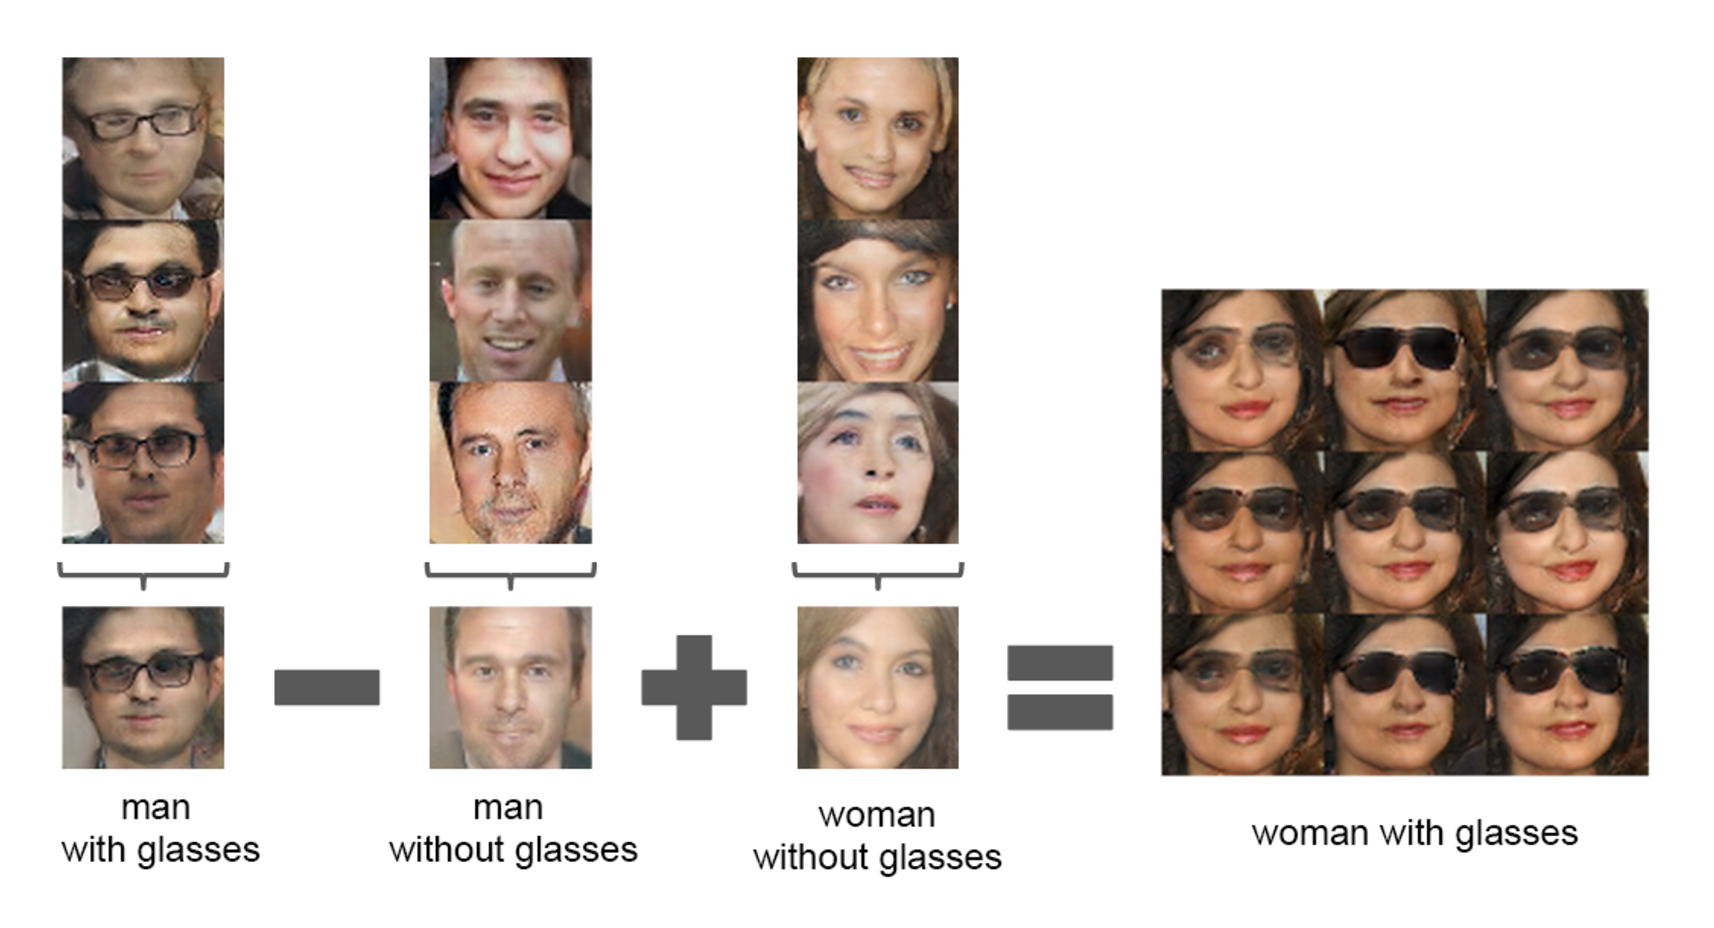 man
with glasses
man
without glasses
woman
without glasses
woman with glasses